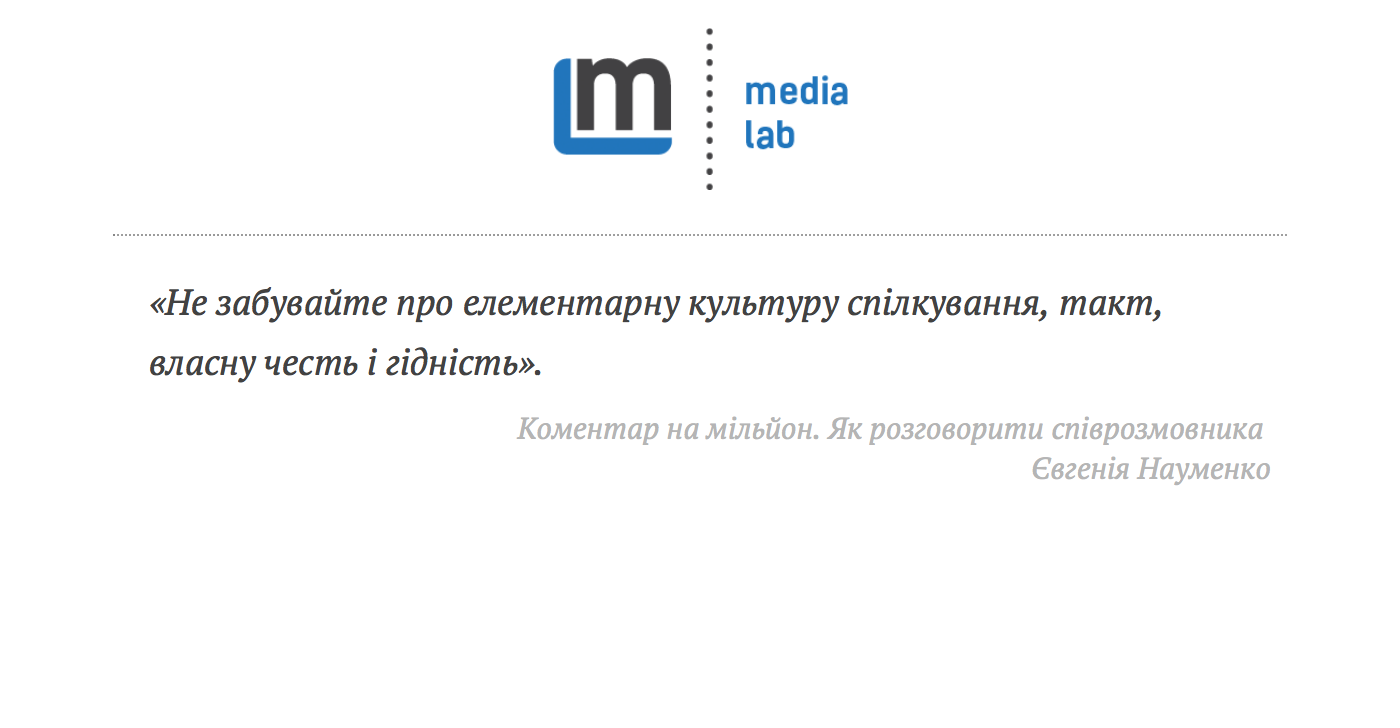 m
media
lab
«Не забувайте про елементарну культуру спілкування, такт,
власну честь і гідність».
Коментар на мільйон. Як розговорити співрозмовника
Євгенія Науменко